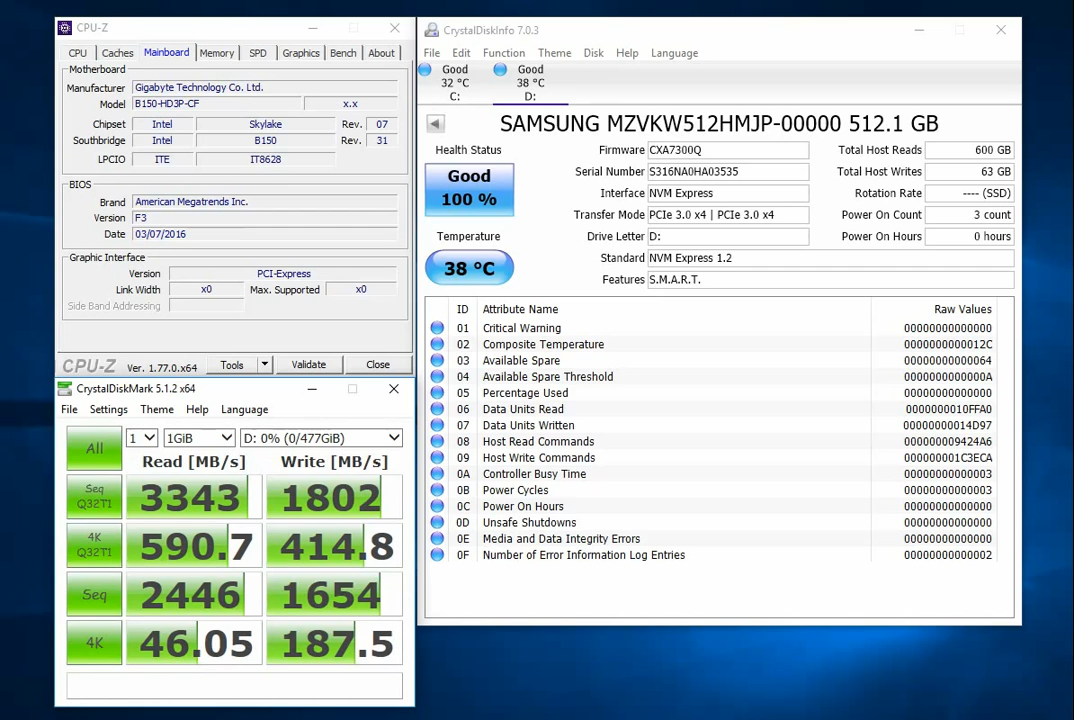 CPU-Z
CPU Caches Mainboard Memory SPD Graphics Bench About
Motherboard
Manufacturer Gigabyte Technology Co. Ltd.
Model B150-HD3P-CF x.x
Chipset Intel Skylake Rev. 07
Southbridge Intel B150 Rev. 31
LPCIO ITE IT8628
BIOS
Brand American Megatrends Inc.
Version F3
Date 03/07/2016
Graphic Interface
Version PCI-Express
Link Width x0 Max. Supported x0
Side Band Addressing
CPU-Z Ver. 1.77.0.x64 Tools Validate Close
CrystalDiskMark 5.1.2 x64
File Settings Theme Help Language
All 1 1GiB D: 0% (0/477GiB)
Read [MB/s] Write [MB/s]
Seq Q32T1 3343 1802
4K Q32T1 590.7 414.8
Seq 2446 1654
4K 46.05 187.5
CrystalDiskInfo 7.0.3
File Edit Function Theme Disk Help Language
Good Good
32 °C 38 °C
C: D:
SAMSUNG MZVKW512HMJP-00000 512.1 GB
Health Status
Good
100 %
Temperature
38 °C
Firmware CXA7300Q Total Host Reads 600 GB
Serial Number S316NA0HA03535 Total Host Writes 63 GB
Interface NVM Express Rotation Rate ---- (SSD)
Transfer Mode PCIe 3.0 x4 | PCIe 3.0 x4 Power On Count 3 count
Drive Letter D: Power On Hours 0 hours
Standard NVM Express 1.2
Features S.M.A.R.T.
ID Attribute Name Raw Values
01 Critical Warning 00000000000000
02 Composite Temperature 0000000000012C
03 Available Spare 00000000000064
04 Available Spare Threshold 0000000000000A
05 Percentage Used 00000000000000
06 Data Units Read 0000000010FFA0
07 Data Units Written 00000000014D97
08 Host Read Commands 000000009424A6
09 Host Write Commands 00000001C3ECA
0A Controller Busy Time 00000000000003
0B Power Cycles 00000000000003
0C Power On Hours 00000000000000
0D Unsafe Shutdowns 00000000000000
0E Media and Data Integrity Errors 00000000000000
0F Number of Error Information Log Entries 00000000000002